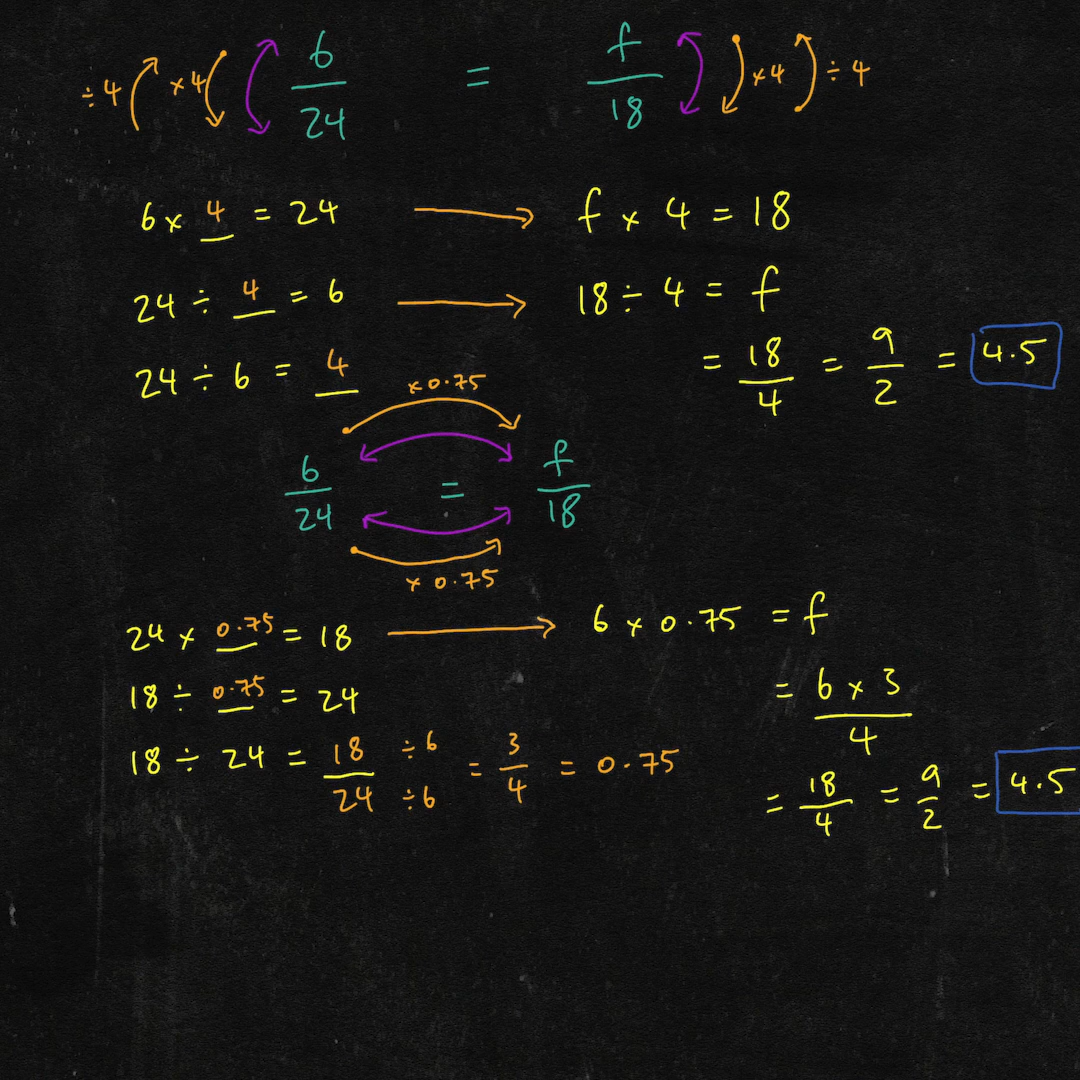 ÷4 ×4 6/24 = f/18 ×4 ÷4
6 × 4 = 24 → f × 4 = 18
24 ÷ 4 = 6 → 18 ÷ 4 = f
24 ÷ 6 = 4
= 18/4 = 9/2 = 4.5
×0.75
6/24 = f/18
×0.75
24 × 0.75 = 18 → 6 × 0.75 = f
18 ÷ 0.75 = 24
= 6×3/4
18 ÷ 24 = 18/24 ÷6/÷6 = 3/4 = 0.75
= 18/4 = 9/2 = 4.5